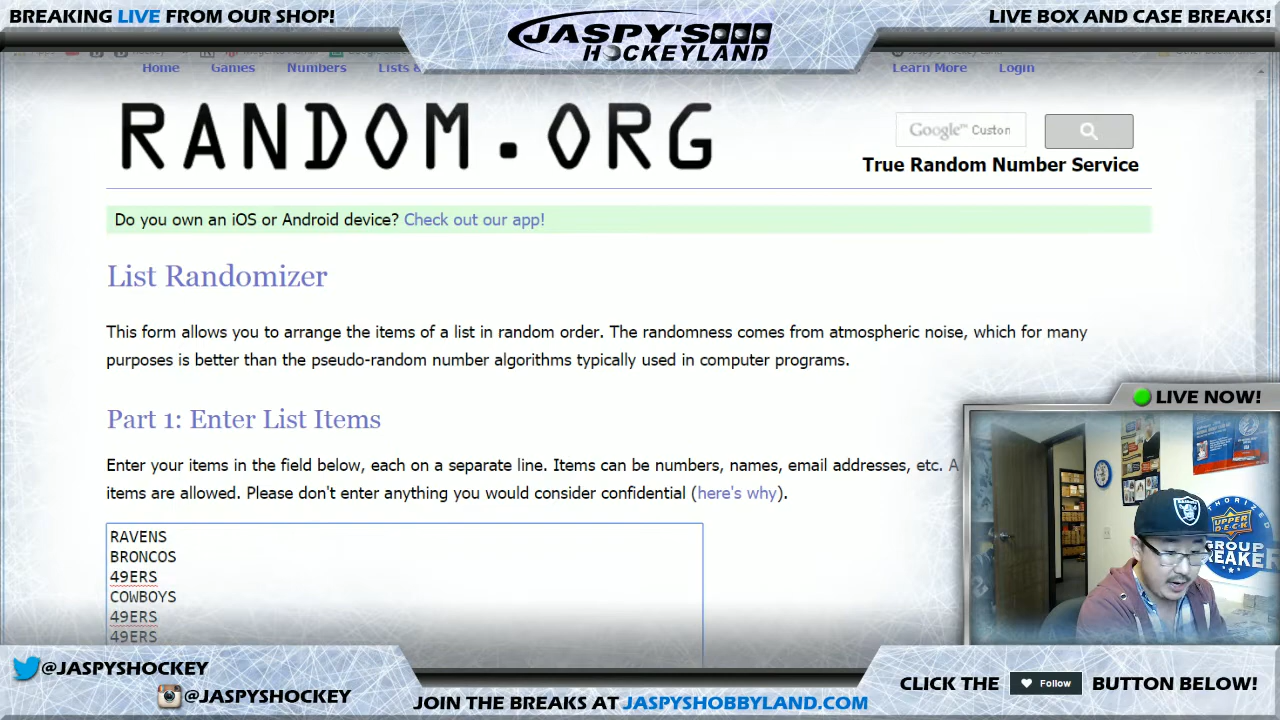 BREAKING LIVE FROM OUR SHOP!
JASPY'S
HOCKEYLAND
LIVE BOX AND CASE BREAKS!
Home Games Numbers Lists & Learn More Login
RANDOM.ORG
Google™ Custon
True Random Number Service
Do you own an iOS or Android device? Check out our app!
List Randomizer
This form allows you to arrange the items of a list in random order. The randomness comes from atmospheric noise, which for many
purposes is better than the pseudo-random number algorithms typically used in computer programs.
Part 1: Enter List Items
Enter your items in the field below, each on a separate line. Items can be numbers, names, email addresses, etc. A
items are allowed. Please don't enter anything you would consider confidential (here's why).
RAVENS
BRONCOS
49ERS
COWBOYS
49ERS
49ERS
LIVE NOW!
AUTHORIZED
UPPER DECK
GROUP
BREAKER
@JASPYSHOCKEY
@JASPYSHOCKEY
JOIN THE BREAKS AT JASPYSHOBBYLAND.COM
CLICK THE Follow BUTTON BELOW!